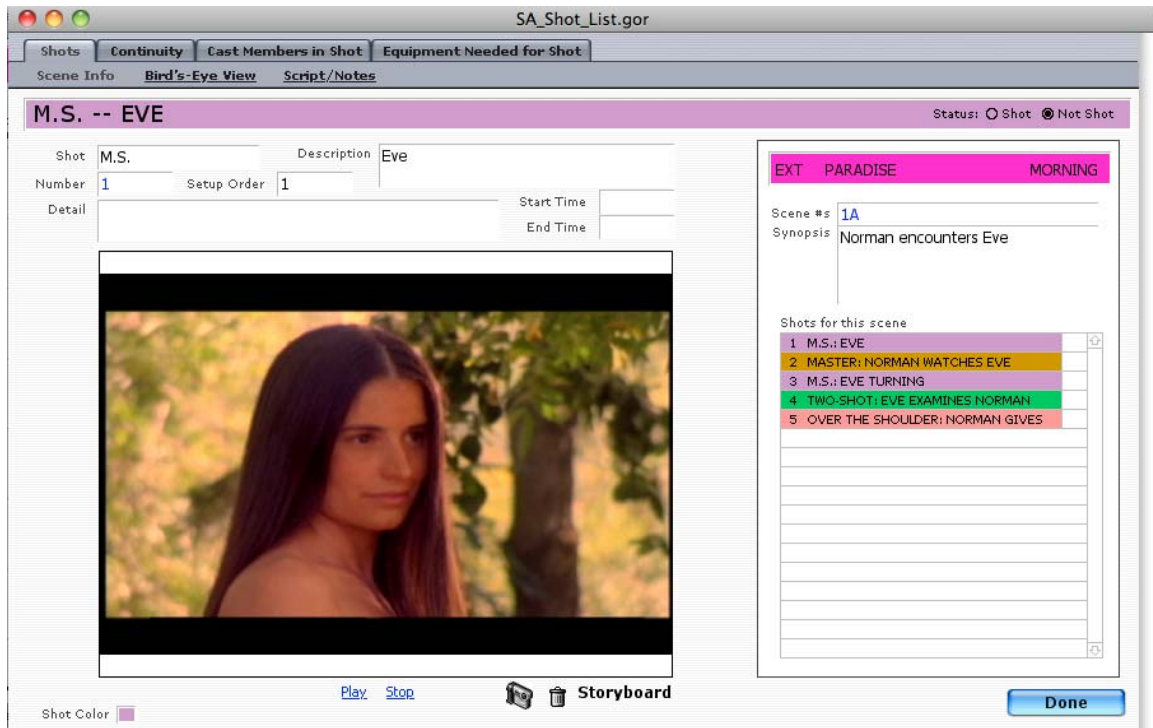 SA_Shot_List.gor
Shots Continuity Cast Members in Shot Equipment Needed for Shot
Scene Info Bird's-Eye View Script/Notes
M.S. -- EVE Status: Shot Not Shot
Shot M.S. Description Eve
Number 1 Setup Order 1
Detail
Start Time
End Time
EXT PARADISE MORNING
Scene #s 1A
Synopsis Norman encounters Eve
Shots for this scene
1 M.S.: EVE
2 MASTER: NORMAN WATCHES EVE
3 M.S.: EVE TURNING
4 TWO-SHOT: EVE EXAMINES NORMAN
5 OVER THE SHOULDER: NORMAN GIVES
Play Stop Storyboard
Done
Shot Color